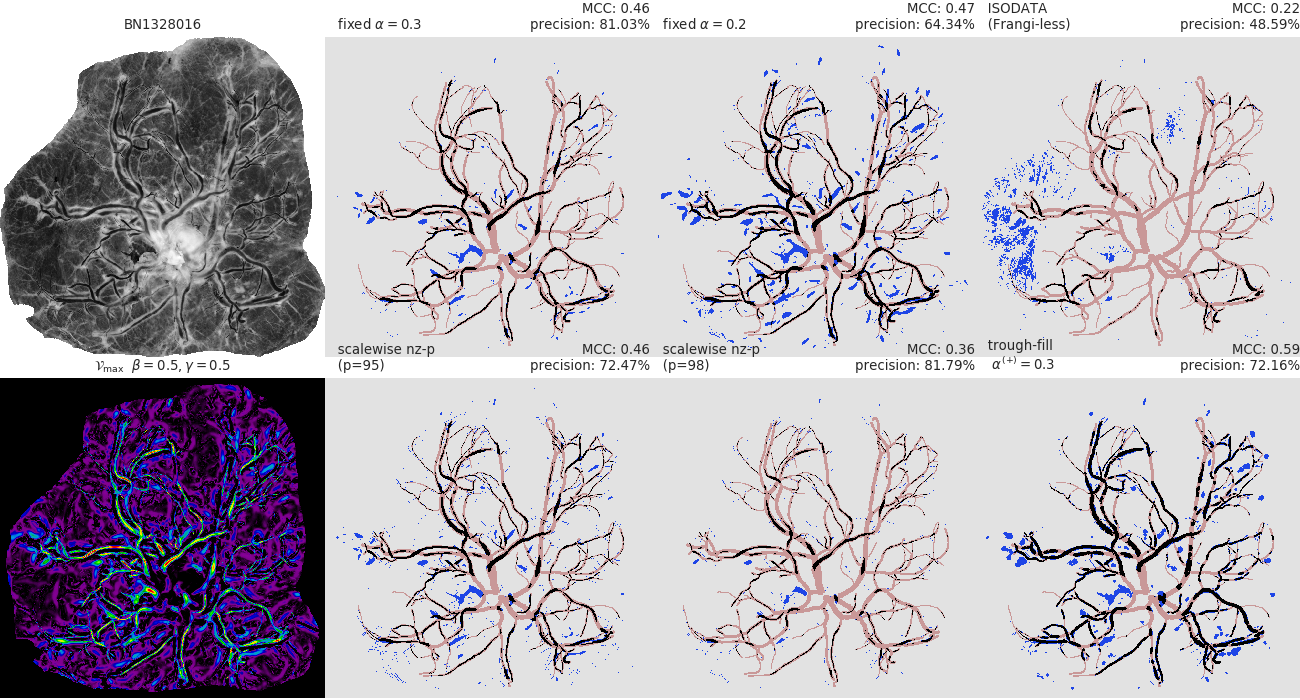 BN1328016
fixed α = 0.3
MCC: 0.46
precision: 81.03%
fixed α = 0.2
MCC: 0.47
precision: 64.34%
ISODATA
(Frangi-less)
MCC: 0.22
precision: 48.59%
𝒱max β = 0.5, γ = 0.5
scalewise nz-p
(p=95)
MCC: 0.46
precision: 72.47%
scalewise nz-p
(p=98)
MCC: 0.36
precision: 81.79%
trough-fill
α(+) = 0.3
MCC: 0.59
precision: 72.16%